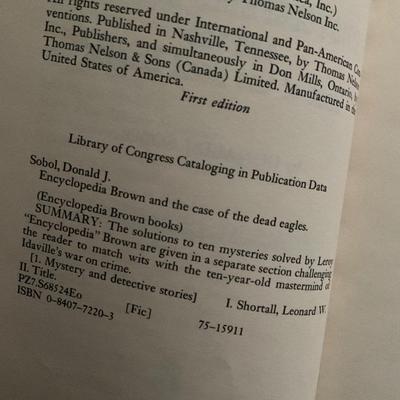 Inc.)
by Thomas Nelson Inc.
All rights reserved under International and Pan-American
ventions. Published in Nashville, Tennessee, by Thomas
Inc., Publishers, and simultaneously in Don Mills, Ontario,
Thomas Nelson & Sons (Canada) Limited. Manufactured in the
United States of America.
First edition
Library of Congress Cataloging in Publication Data
Sobol, Donald J.
Encyclopedia Brown and the case of the dead eagles.
(Encyclopedia Brown books)
SUMMARY: The solutions to ten mysteries solved by Leroy
"Encyclopedia" Brown are given in a separate section challenging
the reader to match wits with the ten-year-old mastermind of
Idaville's war on crime.
[1. Mystery and detective stories] I. Shortall, Leonard W.
II. Title.
PZ7.S68524Eo [Fic] 75-15911
ISBN 0-8407-7220-3